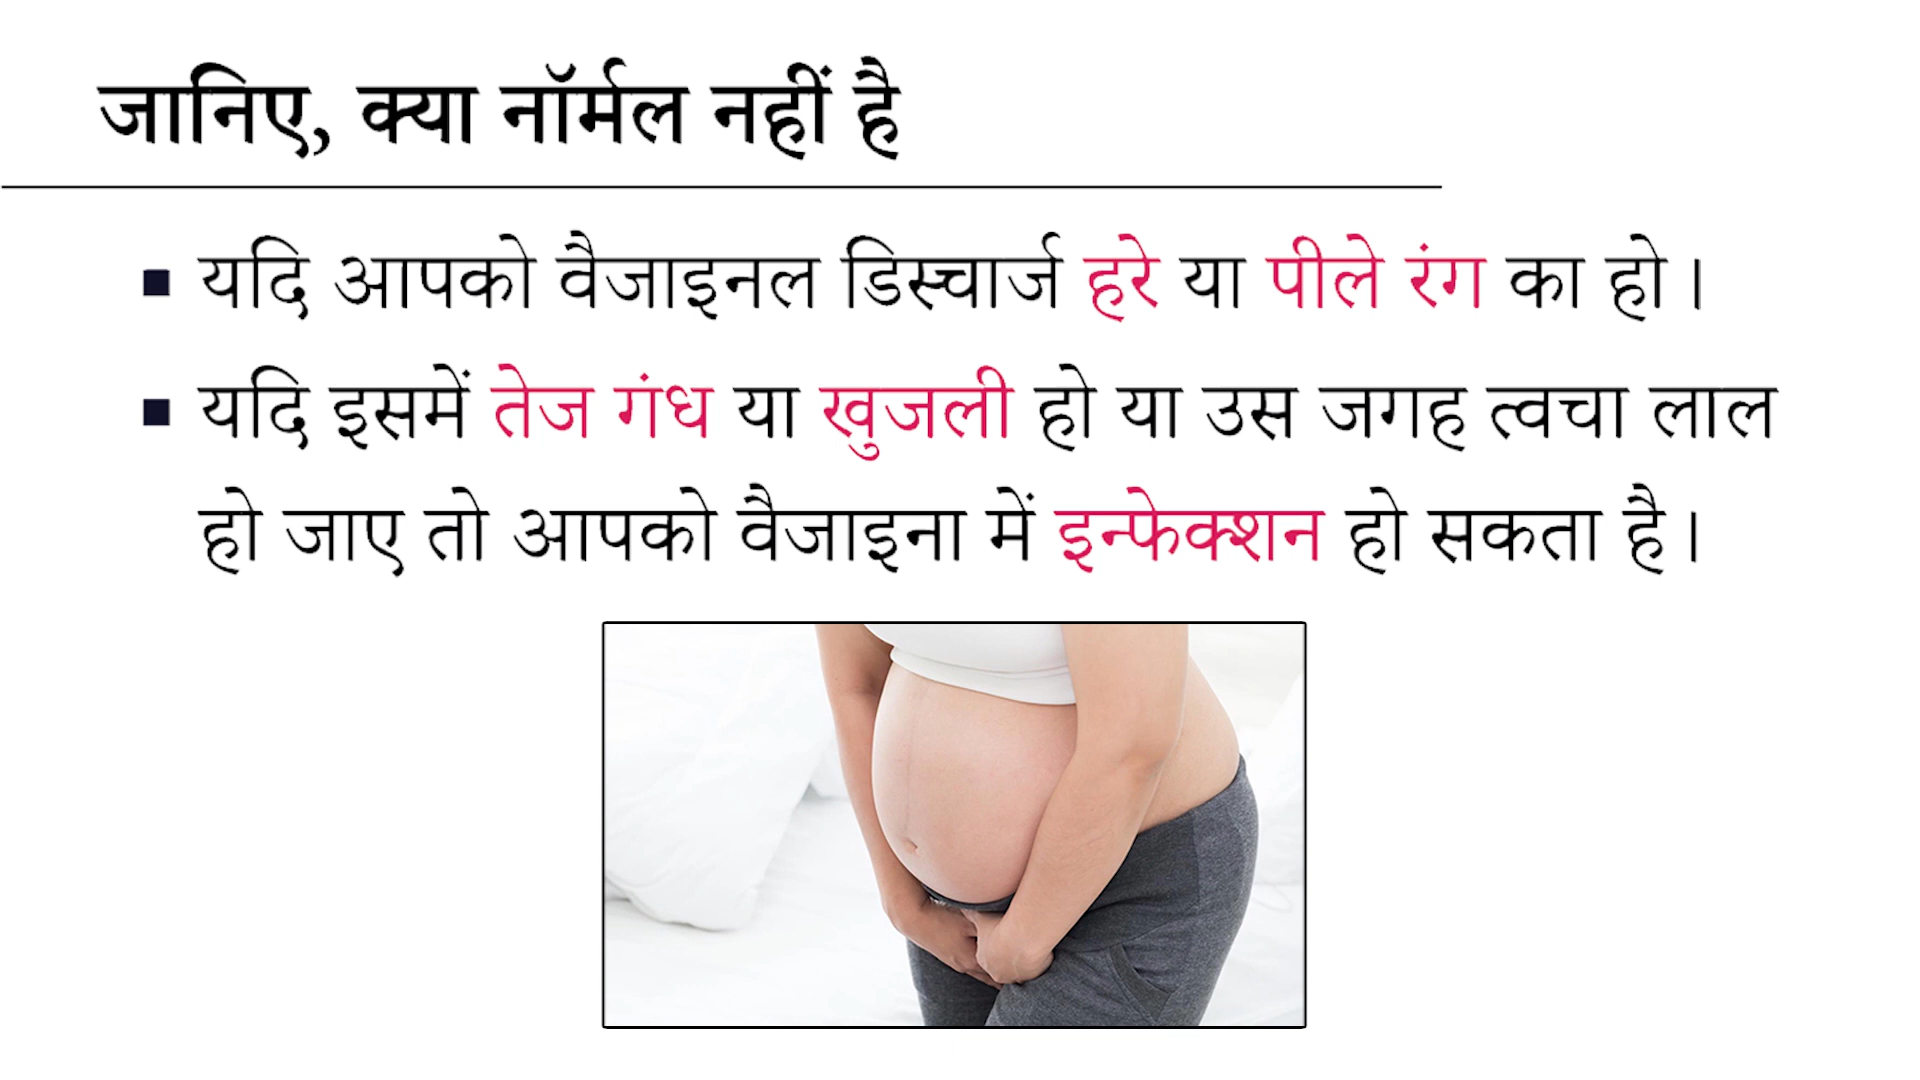 जानिए, क्या नॉर्मल नहीं है
▪ यदि आपको वैजाइनल डिस्चार्ज हरे या पीले रंग का हो।
▪ यदि इसमें तेज गंध या खुजली हो या उस जगह त्वचा लाल
हो जाए तो आपको वैजाइना में इन्फेक्शन हो सकता है।